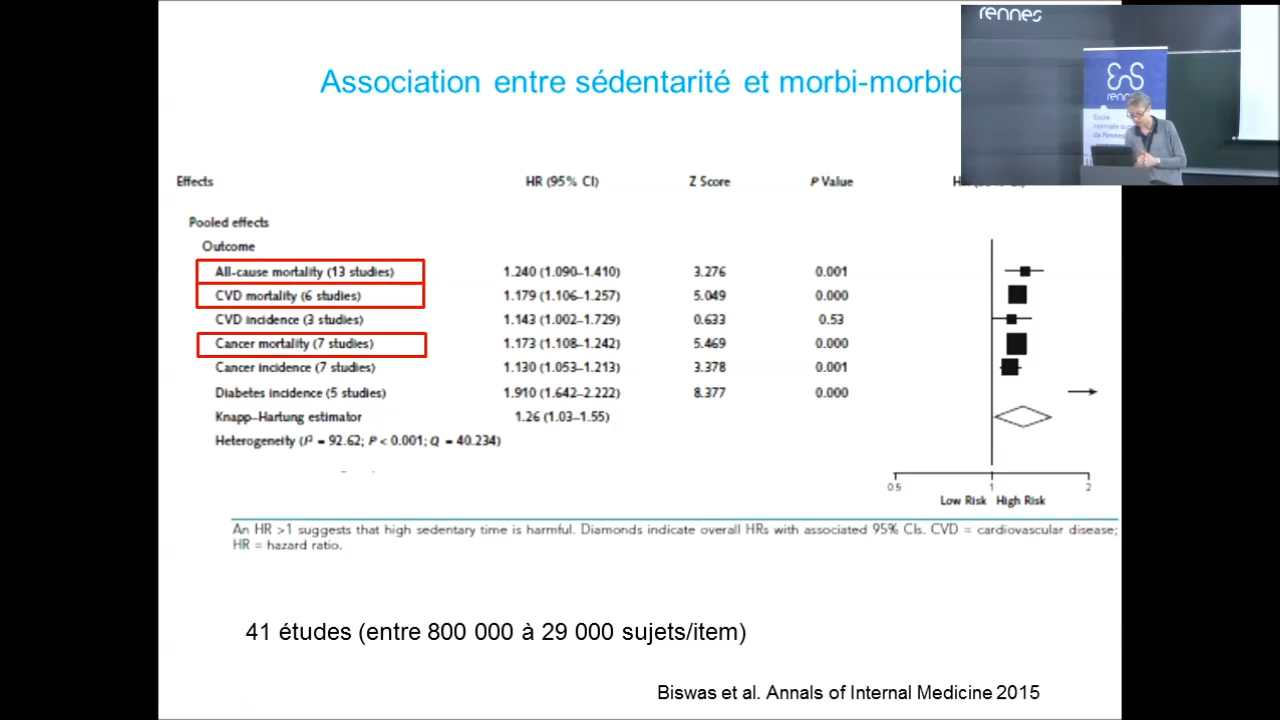 rennes
Association entre sédentarité et morbi-morbid
EnS
rennes
École
normale
de Rennes
Effects HR (95% CI) Z Score P Value
Pooled effects
Outcome
All-cause mortality (13 studies) 1.240 (1.090–1.410) 3.276 0.001
CVD mortality (6 studies) 1.179 (1.106–1.257) 5.049 0.000
CVD incidence (3 studies) 1.143 (1.002–1.729) 0.633 0.53
Cancer mortality (7 studies) 1.173 (1.108–1.242) 5.469 0.000
Cancer incidence (7 studies) 1.130 (1.053–1.213) 3.378 0.001
Diabetes incidence (5 studies) 1.910 (1.642–2.222) 8.377 0.000
Knapp–Hartung estimator 1.26 (1.03–1.55)
Heterogeneity (I² = 92.62; P < 0.001; Q = 40.234)
0.5 1 2
Low Risk High Risk
An HR >1 suggests that high sedentary time is harmful. Diamonds indicate overall HRs with associated 95% CIs. CVD = cardiovascular disease;
HR = hazard ratio.
41 études (entre 800 000 à 29 000 sujets/item)
Biswas et al. Annals of Internal Medicine 2015